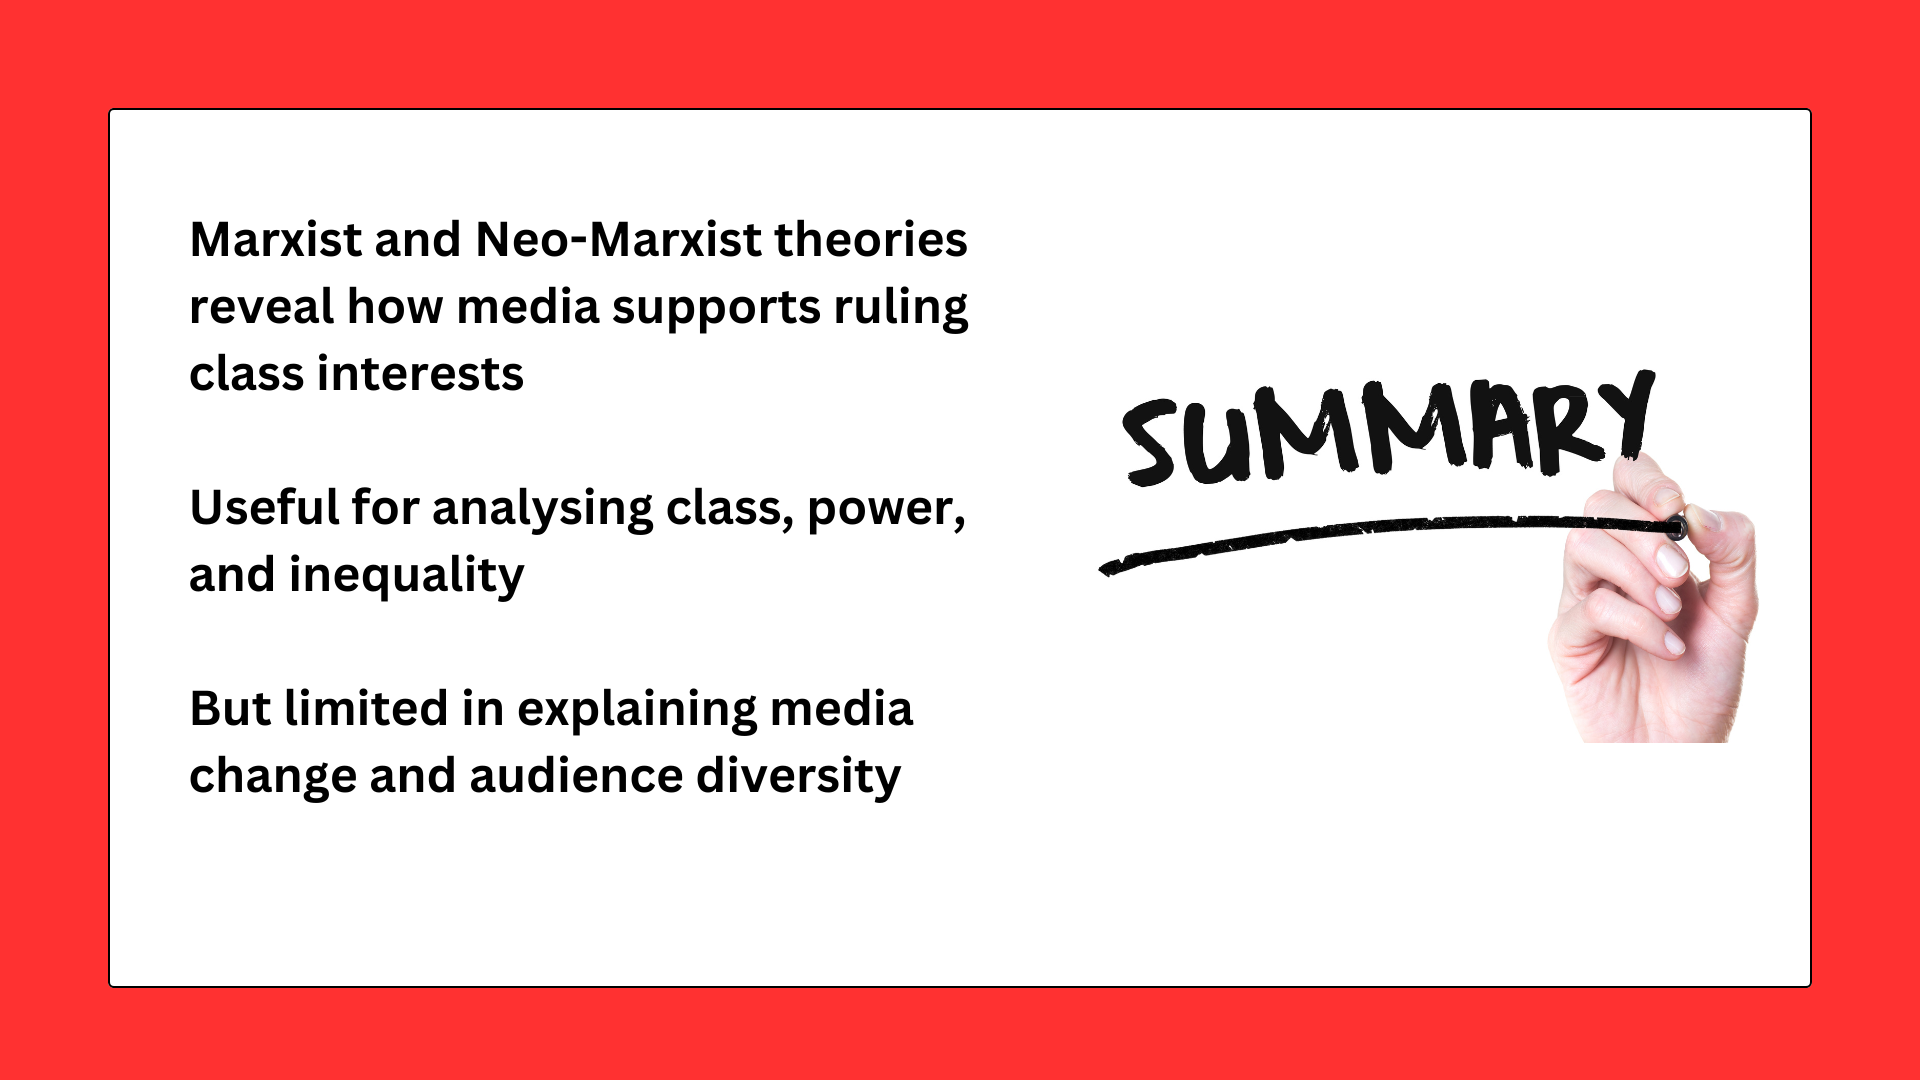 Marxist and Neo-Marxist theories
reveal how media supports ruling
class interests
Useful for analysing class, power,
and inequality
But limited in explaining media
change and audience diversity
SUMMARY